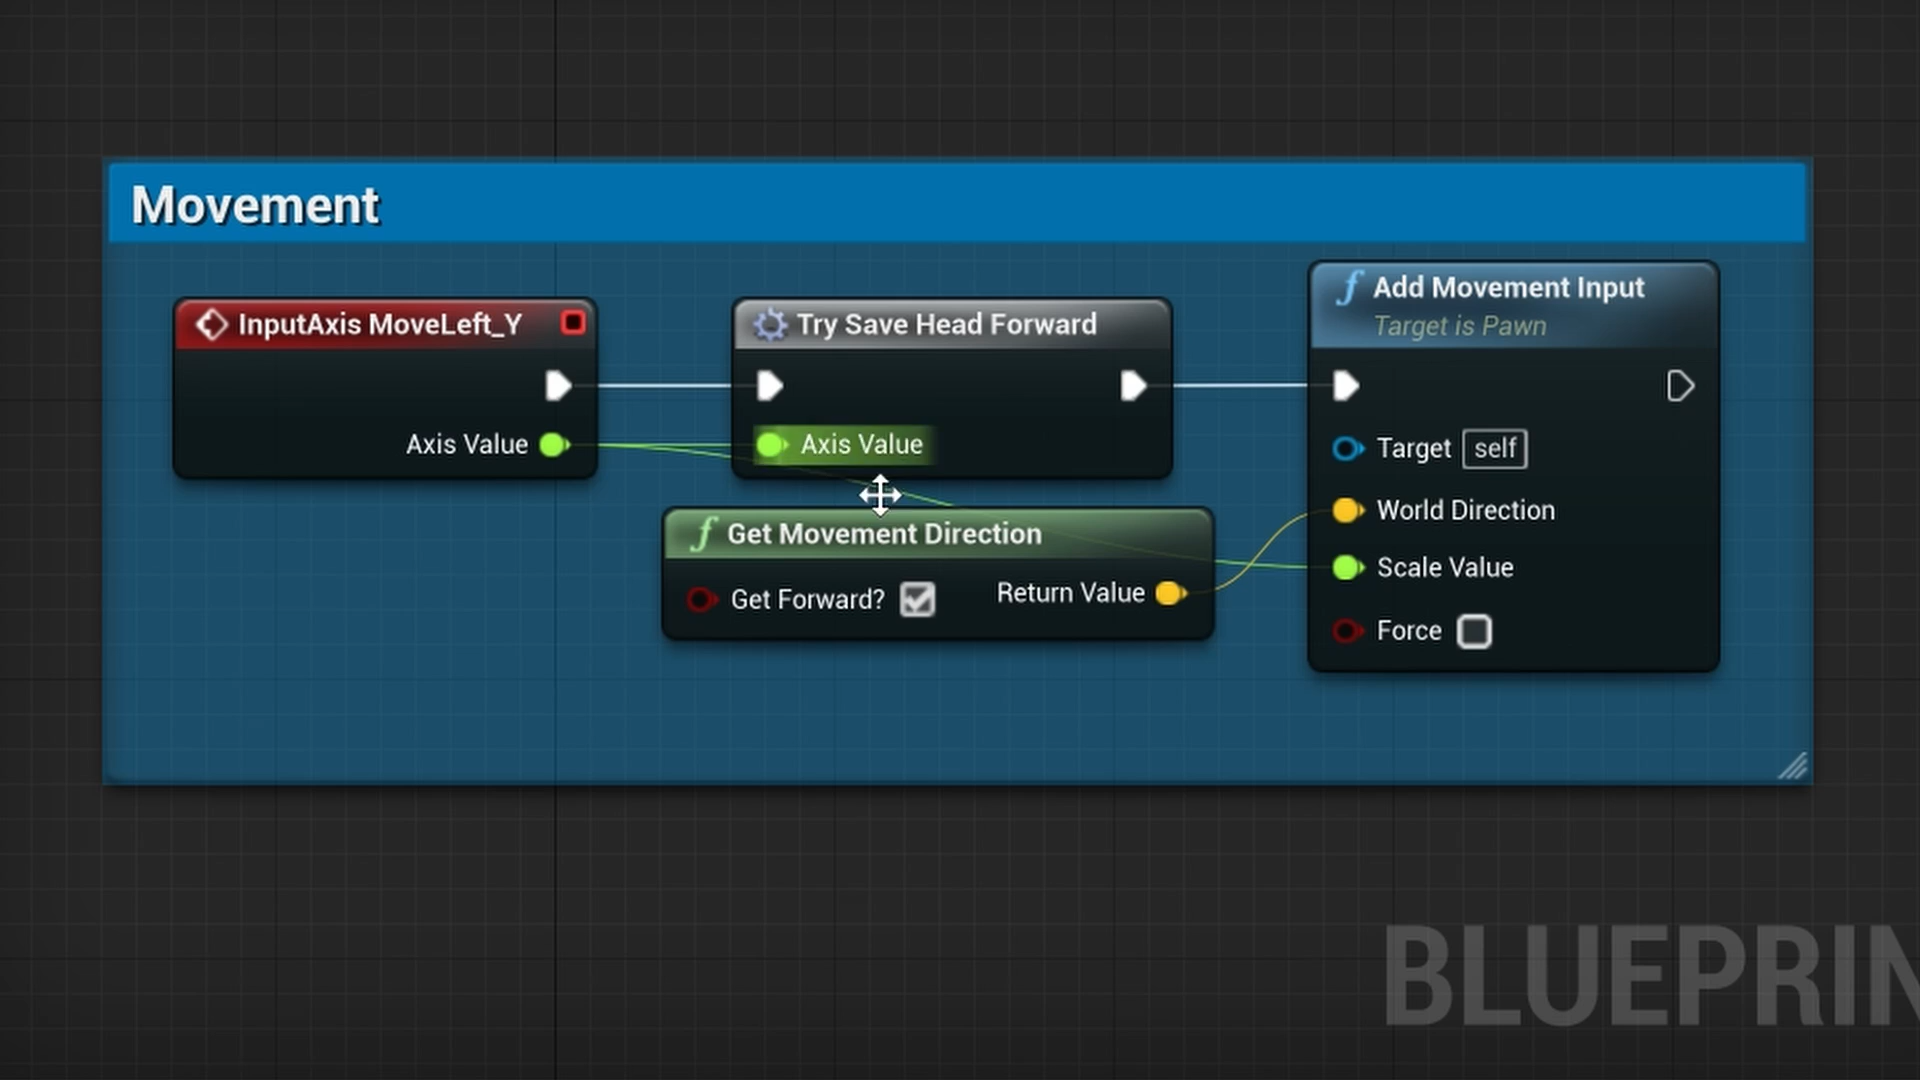 Movement
InputAxis MoveLeft_Y
Axis Value
Try Save Head Forward
Axis Value
Get Movement Direction
Get Forward?
Return Value
f Add Movement Input
Target is Pawn
Target self
World Direction
Scale Value
Force
BLUEPRIN